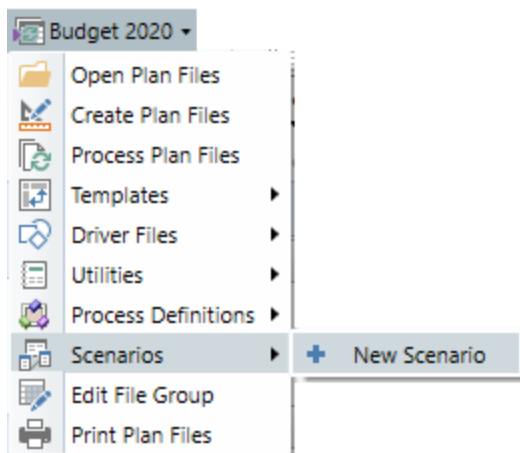 Budget 2020
Open Plan Files
Create Plan Files
Process Plan Files
Templates
Driver Files
Utilities
Process Definitions
Scenarios
New Scenario
Edit File Group
Print Plan Files